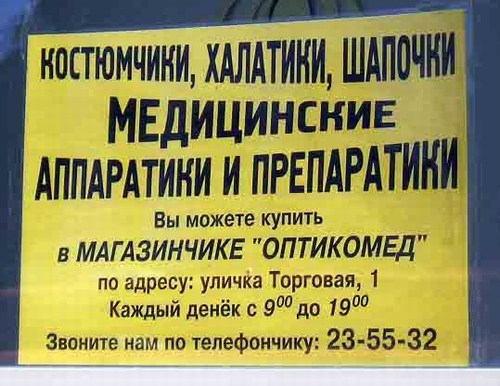 КОСТЮМЧИКИ, ХАЛАТИКИ, ШАПОЧКИ
МЕДИЦИНСКИЕ
АППАРАТИКИ И ПРЕПАРАТИКИ
Вы можете купить
в МАГАЗИНЧИКЕ "ОПТИКОМЕД"
по адресу: уличка Торговая, 1
Каждый денёк с 9⁰⁰ до 19⁰⁰
Звоните нам по телефончику: 23-55-32